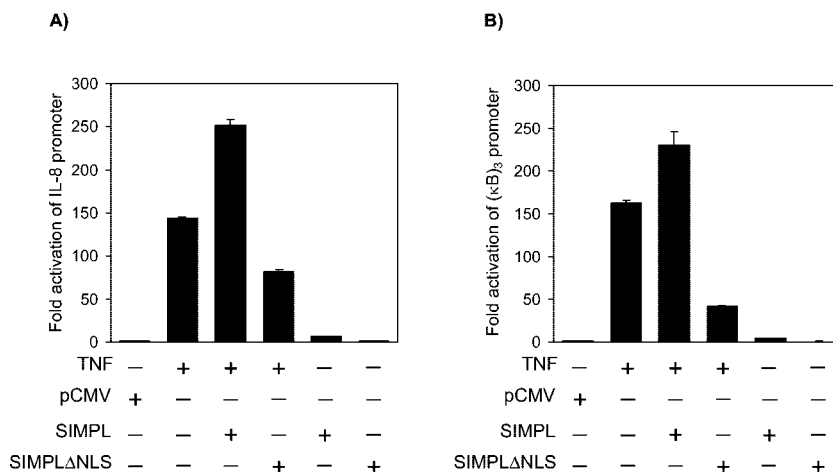 A)
Fold activation of IL-8 promoter
300
250
200
150
100
50
0
TNF − + + + − −
pCMV + − − − − −
SIMPL − − + − + −
SIMPLΔNLS − − − + − +
B)
Fold activation of (κB)₃ promoter
300
250
200
150
100
50
0
TNF − + + + − −
pCMV + − − − − −
SIMPL − − + − + −
SIMPLΔNLS − − − + − +